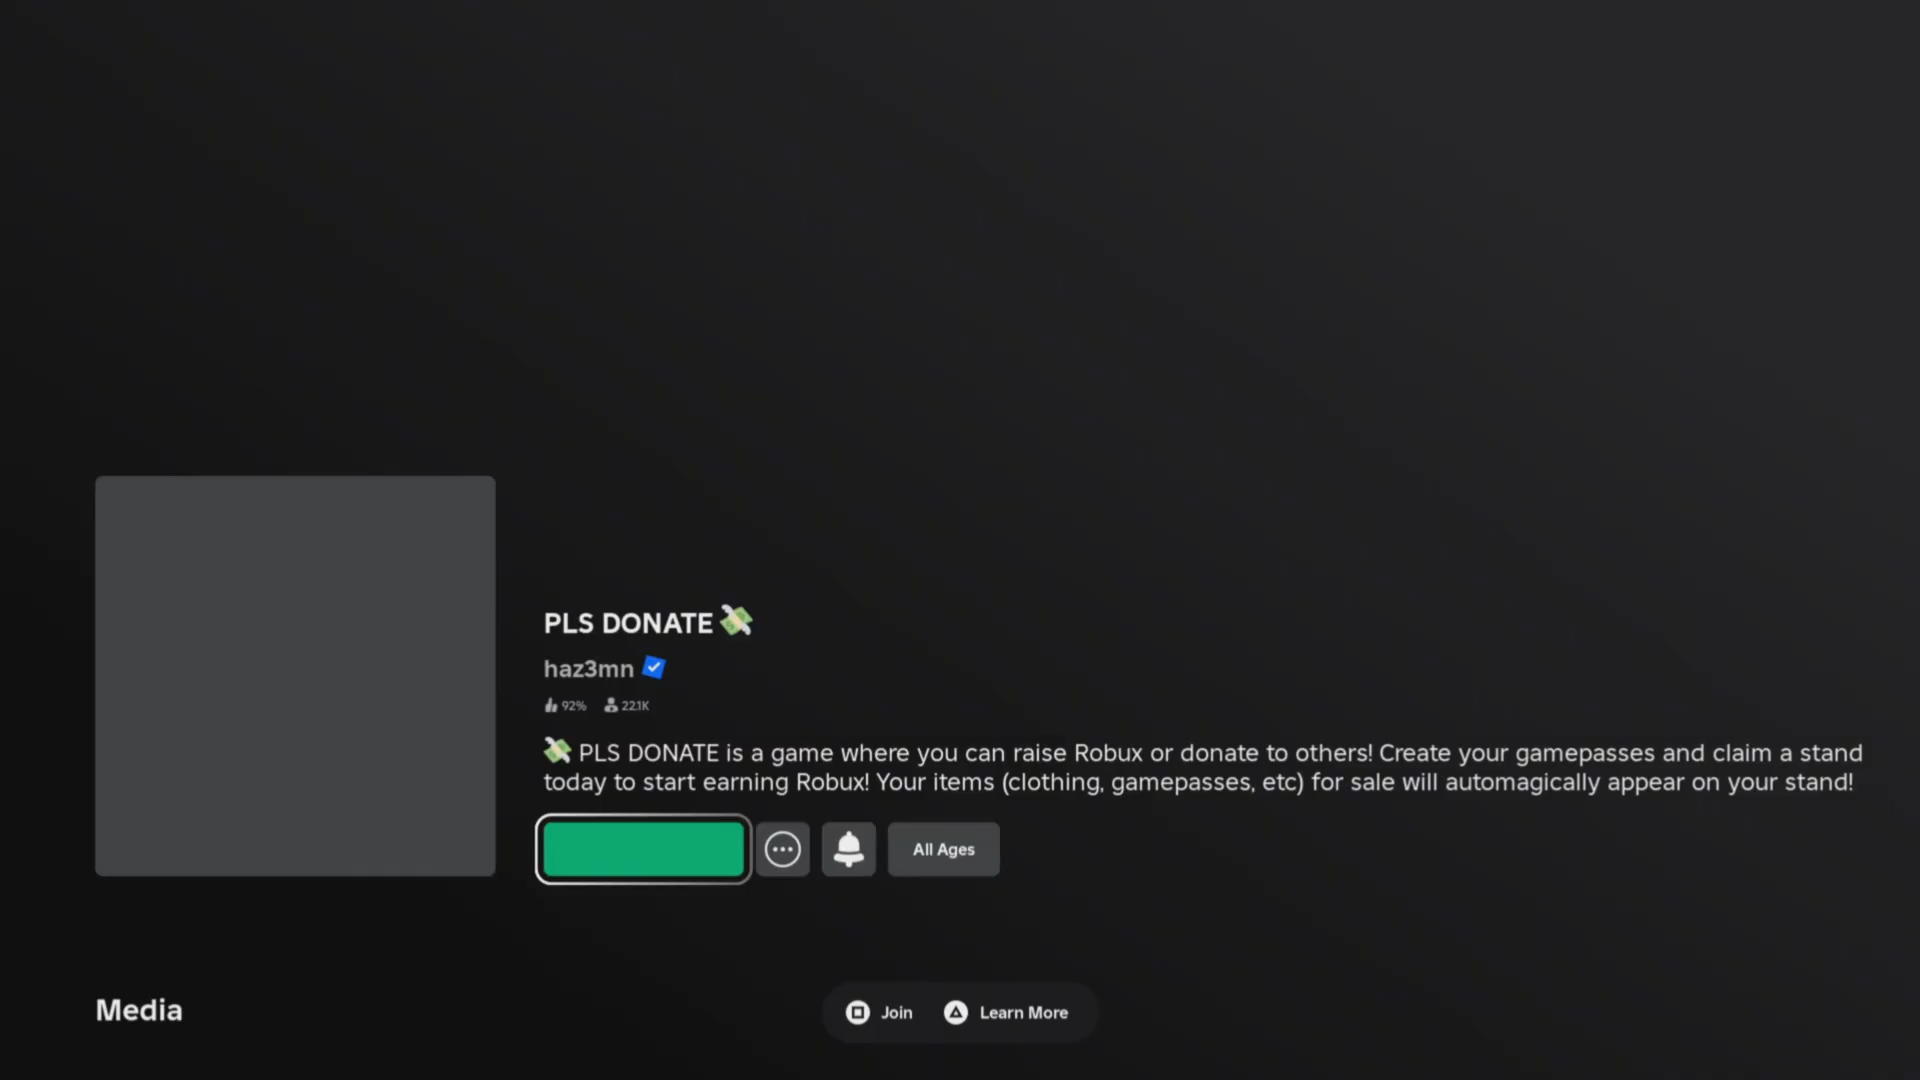 PLS DONATE 💸
haz3mn
92% 22.1K
💸 PLS DONATE is a game where you can raise Robux or donate to others! Create your gamepasses and claim a stand
today to start earning Robux! Your items (clothing, gamepasses, etc) for sale will automagically appear on your stand!
All Ages
Media
Join Learn More